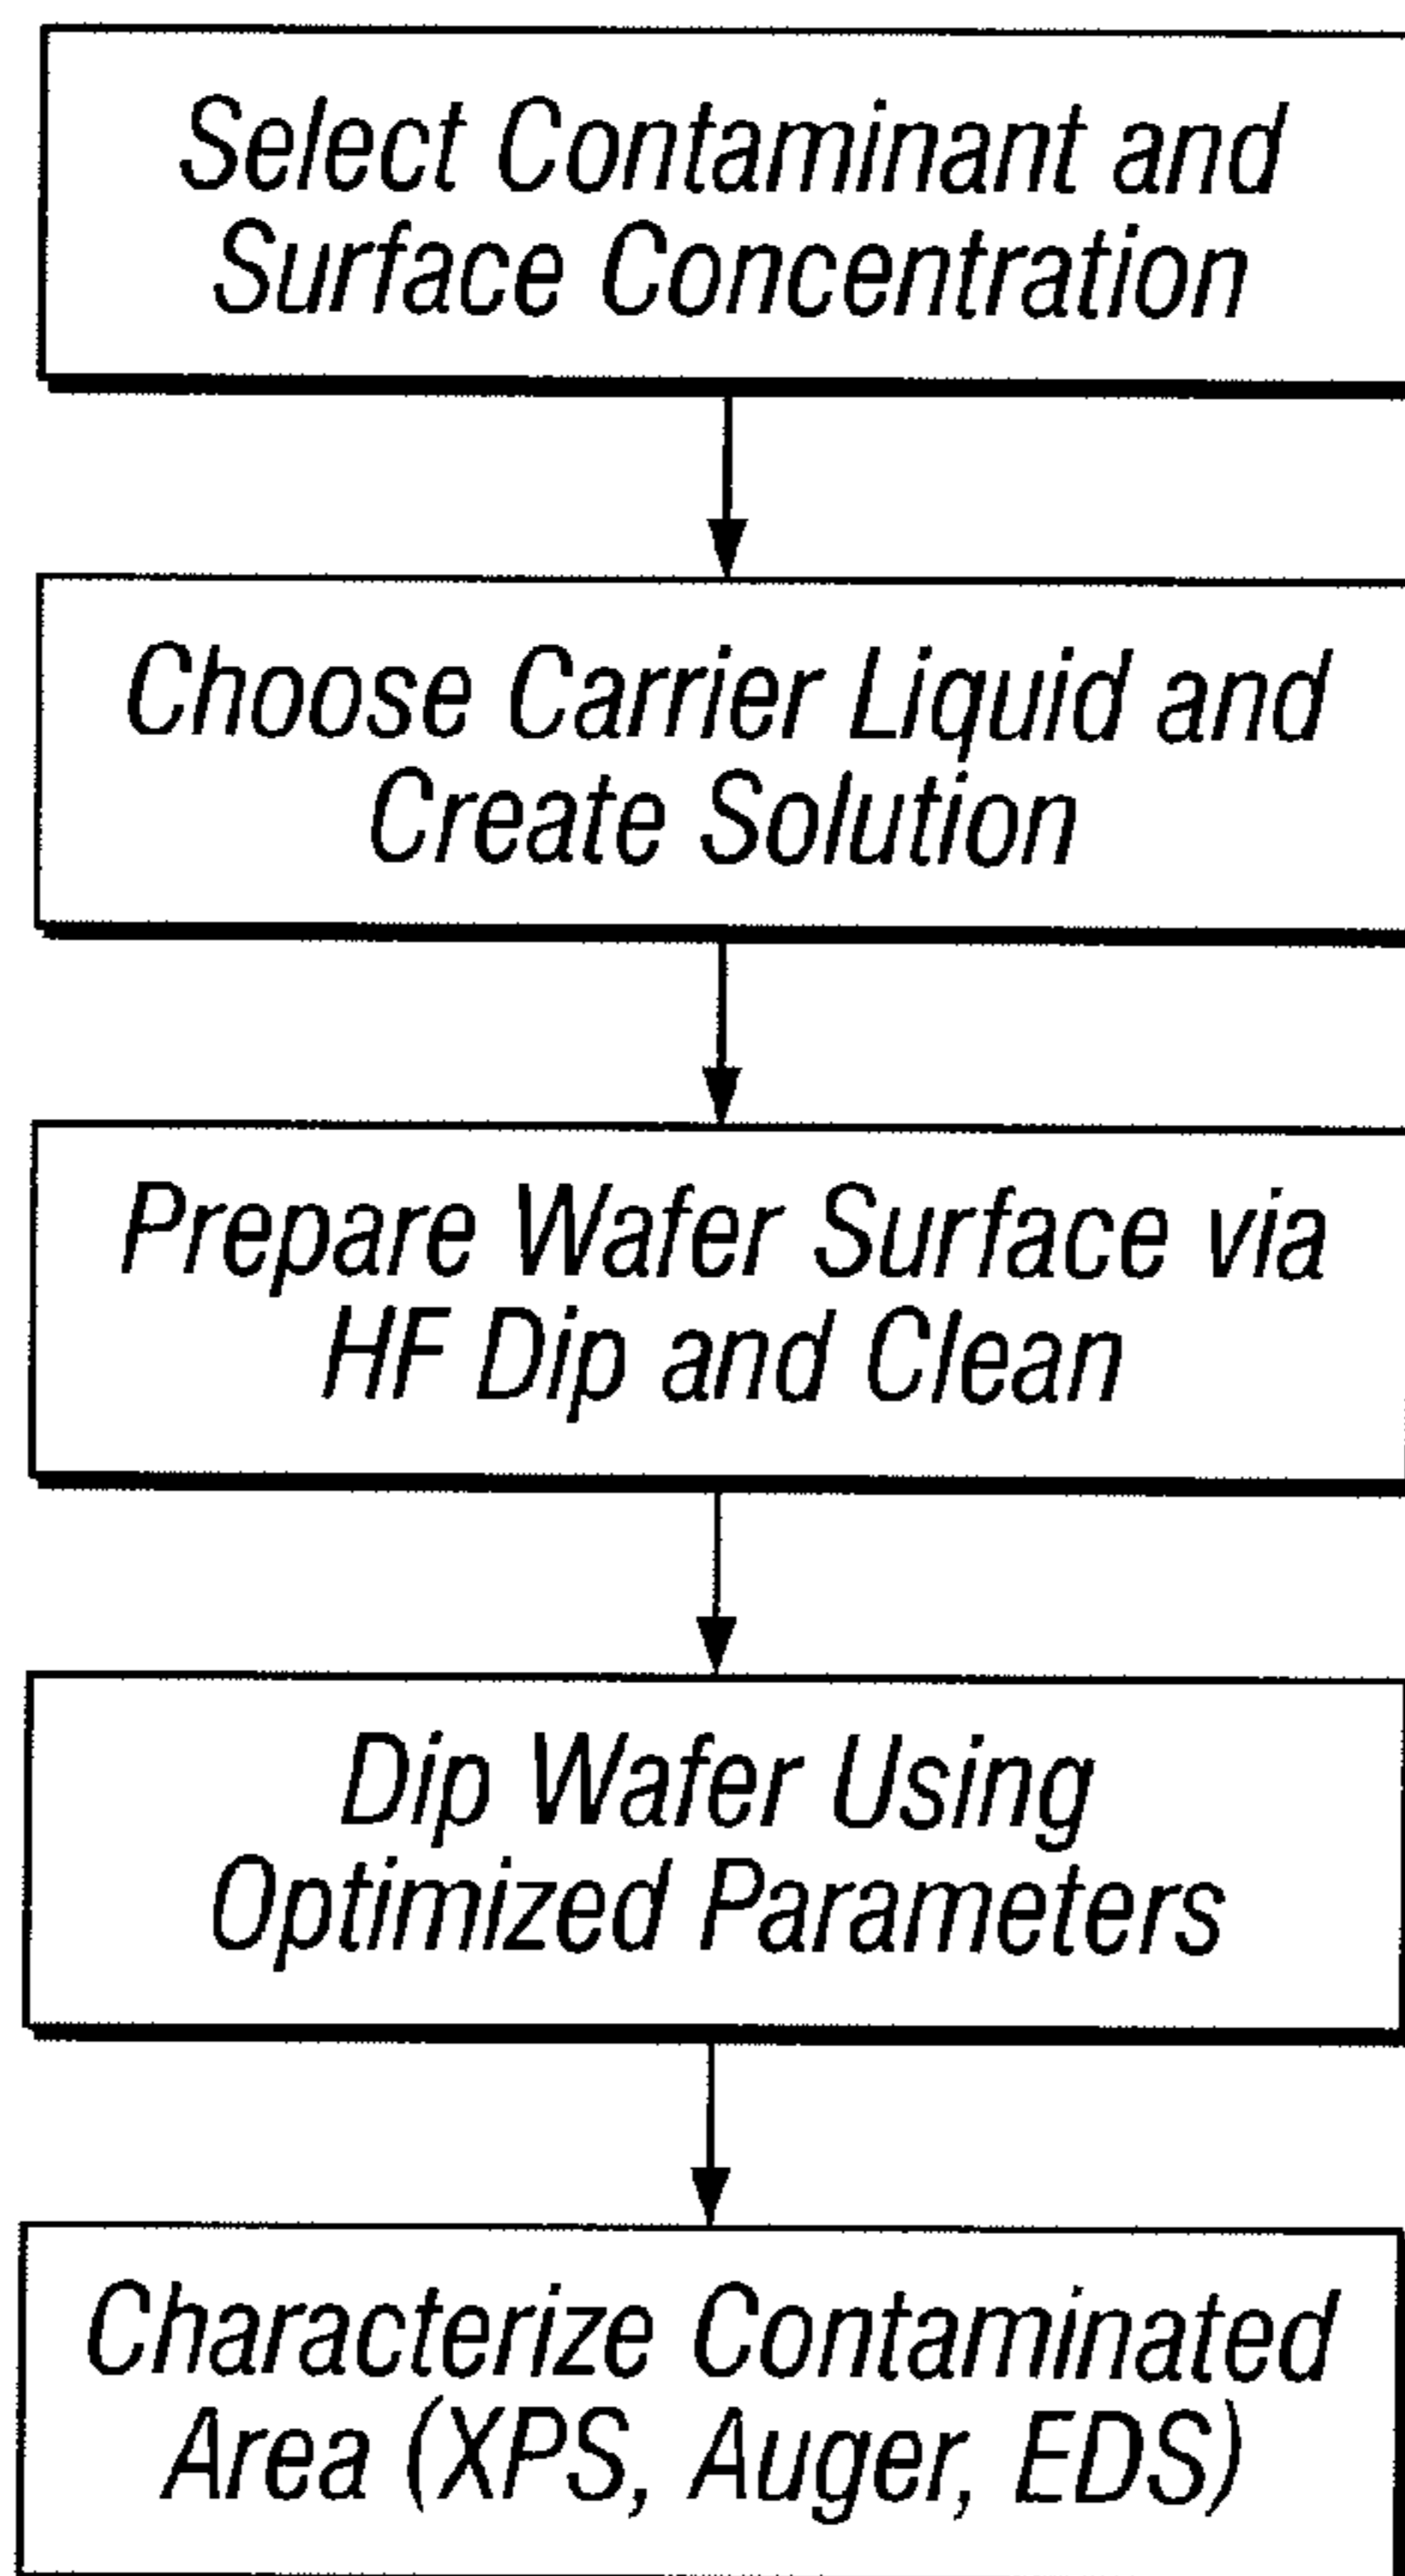 Select Contaminant and
Surface Concentration
Choose Carrier Liquid and
Create Solution
Prepare Wafer Surface via
HF Dip and Clean
Dip Wafer Using
Optimized Parameters
Characterize Contaminated
Area (XPS, Auger, EDS)